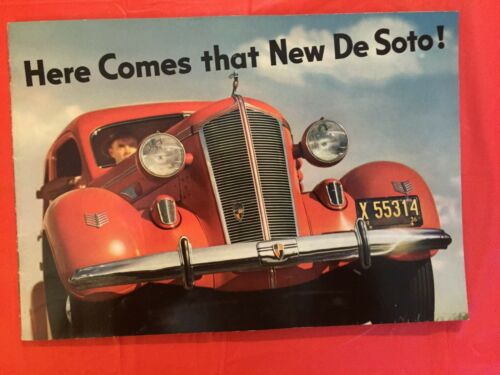 Here Comes that New De Soto!
X 55314